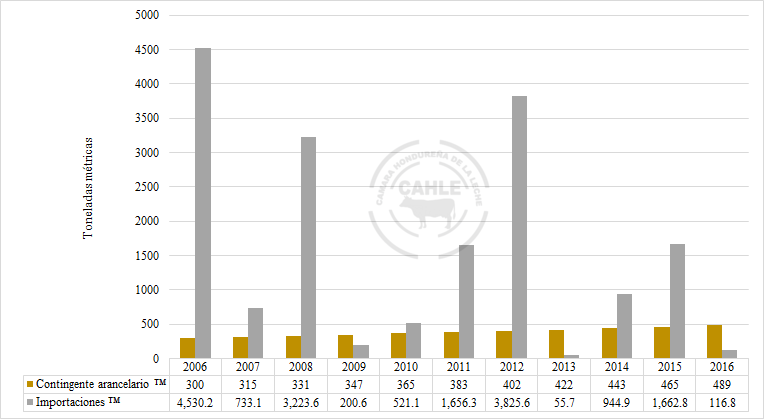 5000
4500
4000
3500
3000
2500
2000
1500
1000
500
0
Toneladas métricas
CAMARA HONDUREÑA DE LA LECHE
CAHLE
2006 2007 2008 2009 2010 2011 2012 2013 2014 2015 2016
Contingente arancelario ™ 300 315 331 347 365 383 402 422 443 465 489
Importaciones ™ 4,530.2 733.1 3,223.6 200.6 521.1 1,656.3 3,825.6 55.7 944.9 1,662.8 116.8